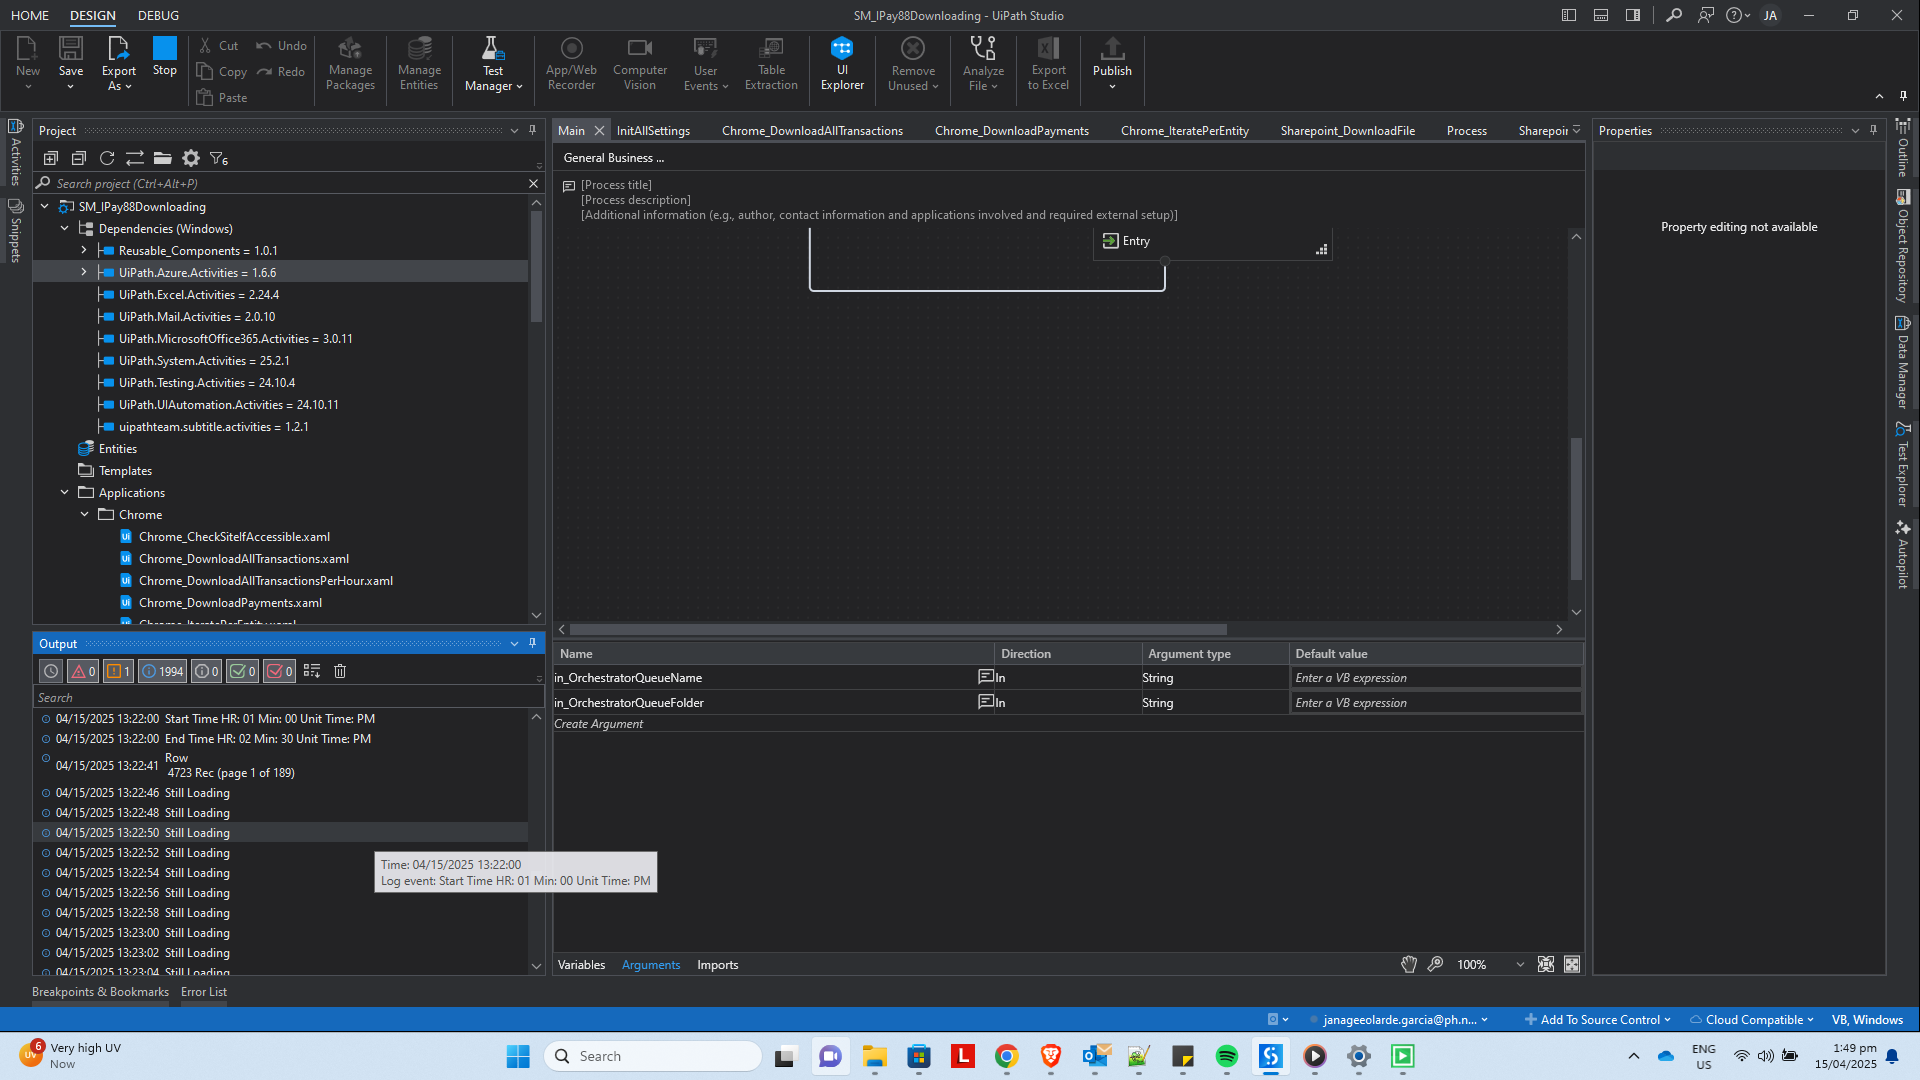 HOME DESIGN DEBUG
SM_IPay88Downloading - UiPath Studio
JA
New
Save
Export As
Stop
Cut
Copy
Paste
Undo
Redo
Manage Packages
Manage Entities
Test Manager
App/Web Recorder
Computer Vision
User Events
Table Extraction
UI Explorer
Remove Unused
Analyze File
Export to Excel
Publish
Activities
Snippets
Project
6
Search project (Ctrl+Alt+P)
SM_IPay88Downloading
Dependencies (Windows)
Reusable_Components = 1.0.1
UiPath.Azure.Activities = 1.6.6
UiPath.Excel.Activities = 2.24.4
UiPath.Mail.Activities = 2.0.10
UiPath.MicrosoftOffice365.Activities = 3.0.11
UiPath.System.Activities = 25.2.1
UiPath.Testing.Activities = 24.10.4
UiPath.UIAutomation.Activities = 24.10.11
uipathteam.subtitle.activities = 1.2.1
Entities
Templates
Applications
Chrome
Chrome_CheckSiteIfAccessible.xaml
Chrome_DownloadAllTransactions.xaml
Chrome_DownloadAllTransactionsPerHour.xaml
Chrome_DownloadPayments.xaml
Chrome_IteratePerEntity.xaml
Output
0 1 1994 0 0 0
Search
04/15/2025 13:22:00 Start Time HR: 01 Min: 00 Unit Time: PM
04/15/2025 13:22:00 End Time HR: 02 Min: 30 Unit Time: PM
04/15/2025 13:22:41 Row
4723 Rec (page 1 of 189)
04/15/2025 13:22:46 Still Loading
04/15/2025 13:22:48 Still Loading
04/15/2025 13:22:50 Still Loading
04/15/2025 13:22:52 Still Loading
04/15/2025 13:22:54 Still Loading
04/15/2025 13:22:56 Still Loading
04/15/2025 13:22:58 Still Loading
04/15/2025 13:23:00 Still Loading
04/15/2025 13:23:02 Still Loading
04/15/2025 13:23:04 Still Loading
Time: 04/15/2025 13:22:00
Log event: Start Time HR: 01 Min: 00 Unit Time: PM
Breakpoints & Bookmarks Error List
Main InitAllSettings Chrome_DownloadAllTransactions Chrome_DownloadPayments Chrome_IteratePerEntity Sharepoint_DownloadFile Process Sharepoir
General Business ...
[Process title]
[Process description]
[Additional information (e.g., author, contact information and applications involved and required external setup)]
Entry
Name Direction Argument type Default value
in_OrchestratorQueueName In String Enter a VB expression
in_OrchestratorQueueFolder In String Enter a VB expression
Create Argument
Variables Arguments Imports
100%
Properties
Property editing not available
Outline
Object Repository
Data Manager
Test Explorer
Autopilot
janageeolarde.garcia@ph.n... Add To Source Control Cloud Compatible VB, Windows
6
Very high UV
Now
Search
L
ENG
US
1:49 pm
15/04/2025